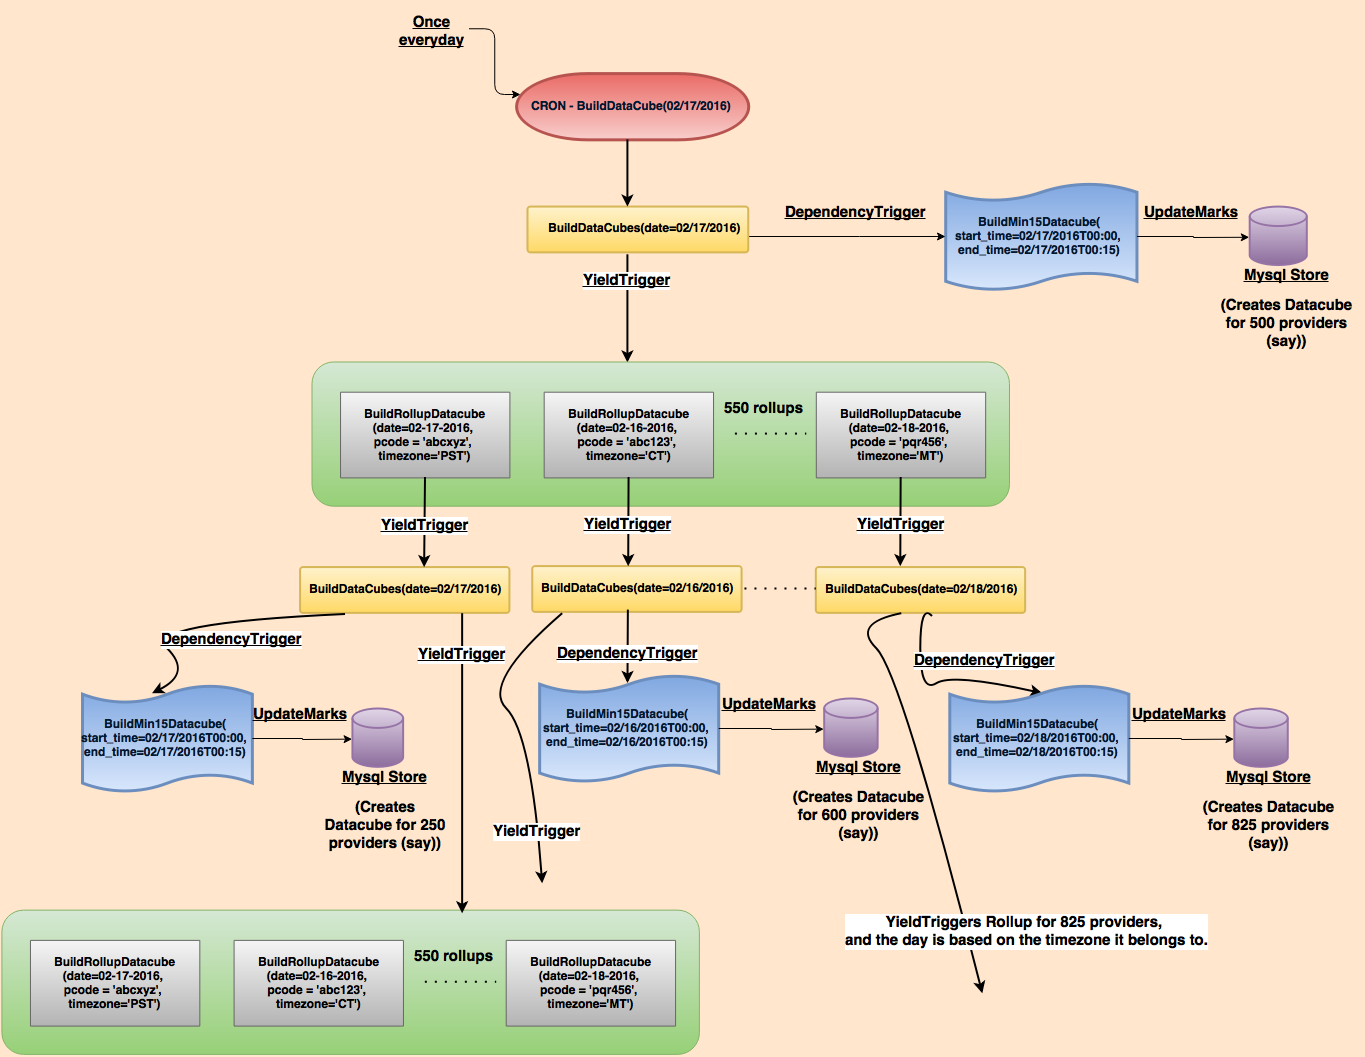 Once
everyday
CRON - BuildDataCube(02/17/2016)
BuildDataCubes(date=02/17/2016)
DependencyTrigger
BuildMin15Datacube(
start_time=02/17/2016T00:00,
end_time=02/17/2016T00:15)
UpdateMarks
Mysql Store
(Creates Datacube
for 500 providers
(say))
YieldTrigger
BuildRollupDatacube
(date=02-17-2016,
pcode = 'abcxyz',
timezone='PST')
BuildRollupDatacube
(date=02-16-2016,
pcode = 'abc123',
timezone='CT')
550 rollups
. . . . . . . . .
BuildRollupDatacube
(date=02-18-2016,
pcode = 'pqr456',
timezone='MT')
YieldTrigger
YieldTrigger
YieldTrigger
BuildDataCubes(date=02/17/2016)
BuildDataCubes(date=02/16/2016)
. . . . . . . . .
BuildDataCubes(date=02/18/2016)
DependencyTrigger
YieldTrigger
DependencyTrigger
DependencyTrigger
BuildMin15Datacube(
start_time=02/17/2016T00:00,
end_time=02/17/2016T00:15)
UpdateMarks
Mysql Store
(Creates
Datacube for 250
providers (say))
BuildMin15Datacube(
start_time=02/16/2016T00:00,
end_time=02/16/2016T00:15)
UpdateMarks
Mysql Store
(Creates Datacube
for 600 providers
(say))
BuildMin15Datacube(
start_time=02/18/2016T00:00,
end_time=02/18/2016T00:15)
UpdateMarks
Mysql Store
(Creates Datacube
for 825 providers
(say))
YieldTrigger
YieldTriggers Rollup for 825 providers,
and the day is based on the timezone it belongs to.
BuildRollupDatacube
(date=02-17-2016,
pcode = 'abcxyz',
timezone='PST')
BuildRollupDatacube
(date=02-16-2016,
pcode = 'abc123',
timezone='CT')
550 rollups
. . . . . . . . .
BuildRollupDatacube
(date=02-18-2016,
pcode = 'pqr456',
timezone='MT')